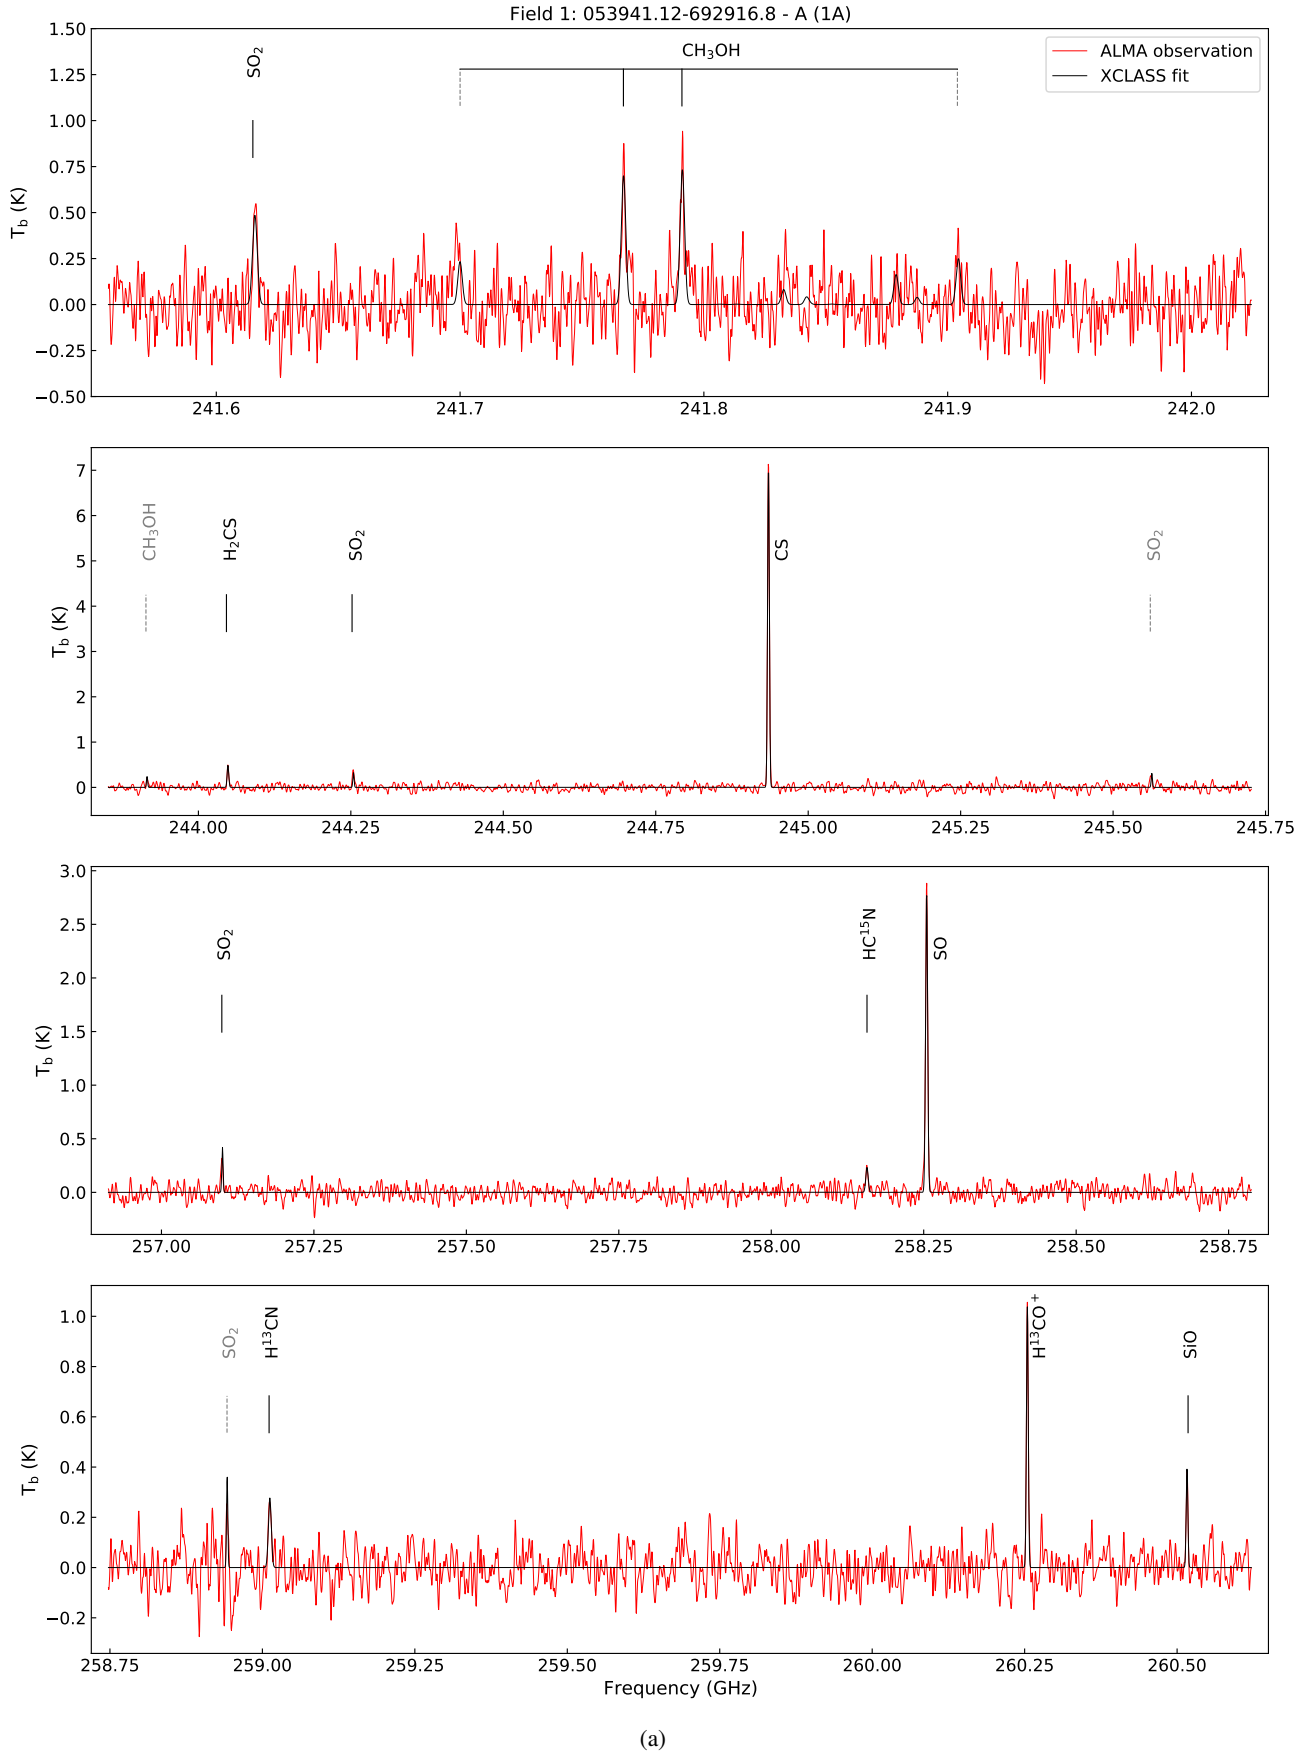 Field 1: 053941.12-692916.8 - A (1A)
1.50
1.25
1.00
0.75
0.50
0.25
0.00
−0.25
−0.50
T_b (K)
SO₂
CH₃OH
ALMA observation
XCLASS fit
241.6 241.7 241.8 241.9 242.0
7
6
5
4
3
2
1
0
T_b (K)
CH₃OH
H₂CS
SO₂
CS
SO₂
244.00 244.25 244.50 244.75 245.00 245.25 245.50 245.75
3.0
2.5
2.0
1.5
1.0
0.5
0.0
T_b (K)
SO₂
HC¹⁵N
SO
257.00 257.25 257.50 257.75 258.00 258.25 258.50 258.75
1.0
0.8
0.6
0.4
0.2
0.0
−0.2
T_b (K)
SO₂
H¹³CN
H¹³CO⁺
SiO
258.75 259.00 259.25 259.50 259.75 260.00 260.25 260.50
Frequency (GHz)
(a)